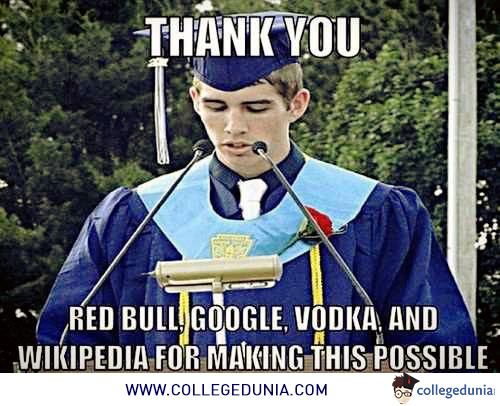 THANK YOU
RED BULL, GOOGLE, VODKA, AND
WIKIPEDIA FOR MAKING THIS POSSIBLE
WWW.COLLEGEDUNIA.COM
collegedunia